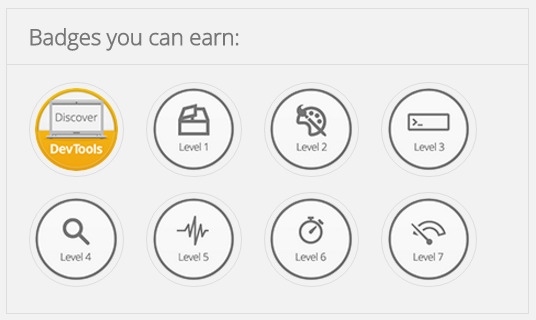 Badges you can earn:
Discover
DevTools
Level 1
Level 2
>_
Level 3
Level 4
Level 5
Level 6
Level 7